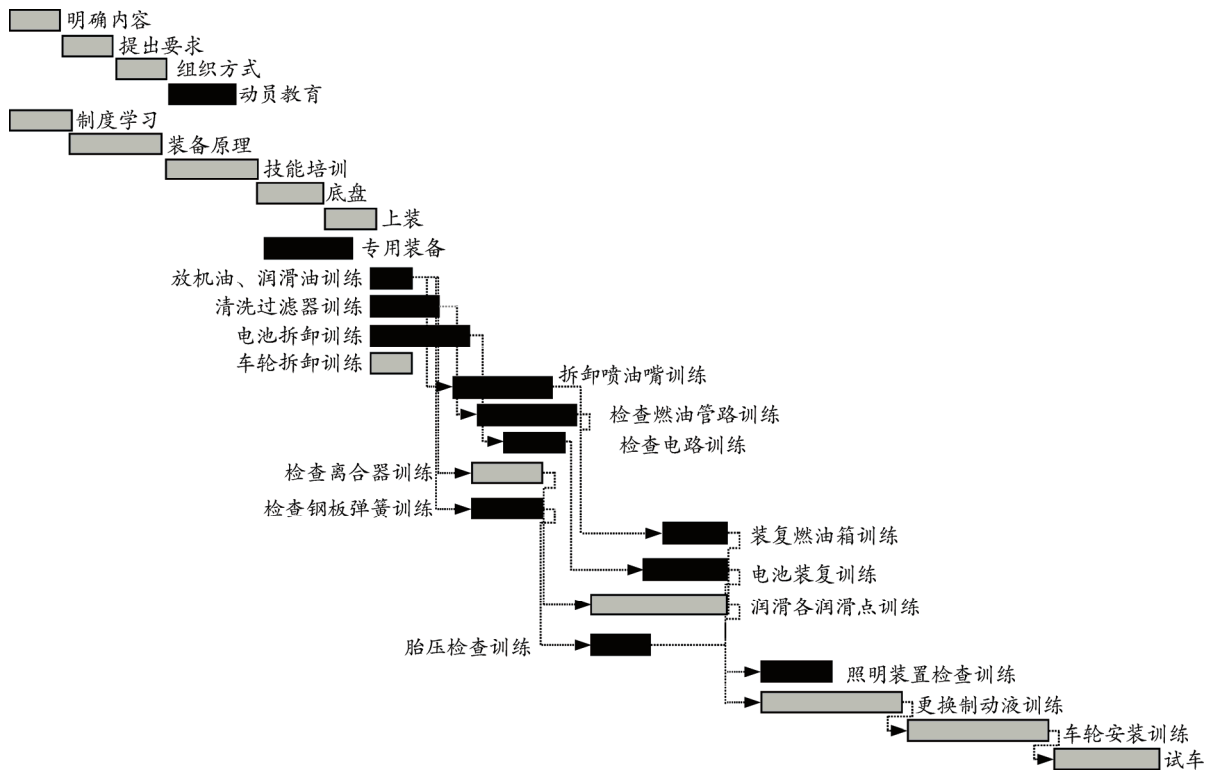 明确内容
提出要求
组织方式
动员教育
制度学习
装备原理
技能培训
底盘
上装
专用装备
放机油、润滑油训练
清洗过滤器训练
电池拆卸训练
车轮拆卸训练
拆卸喷油嘴训练
检查燃油管路训练
检查电路训练
检查离合器训练
检查钢板弹簧训练
装复燃油箱训练
电池装复训练
润滑各润滑点训练
胎压检查训练
照明装置检查训练
更换制动液训练
车轮安装训练
试车